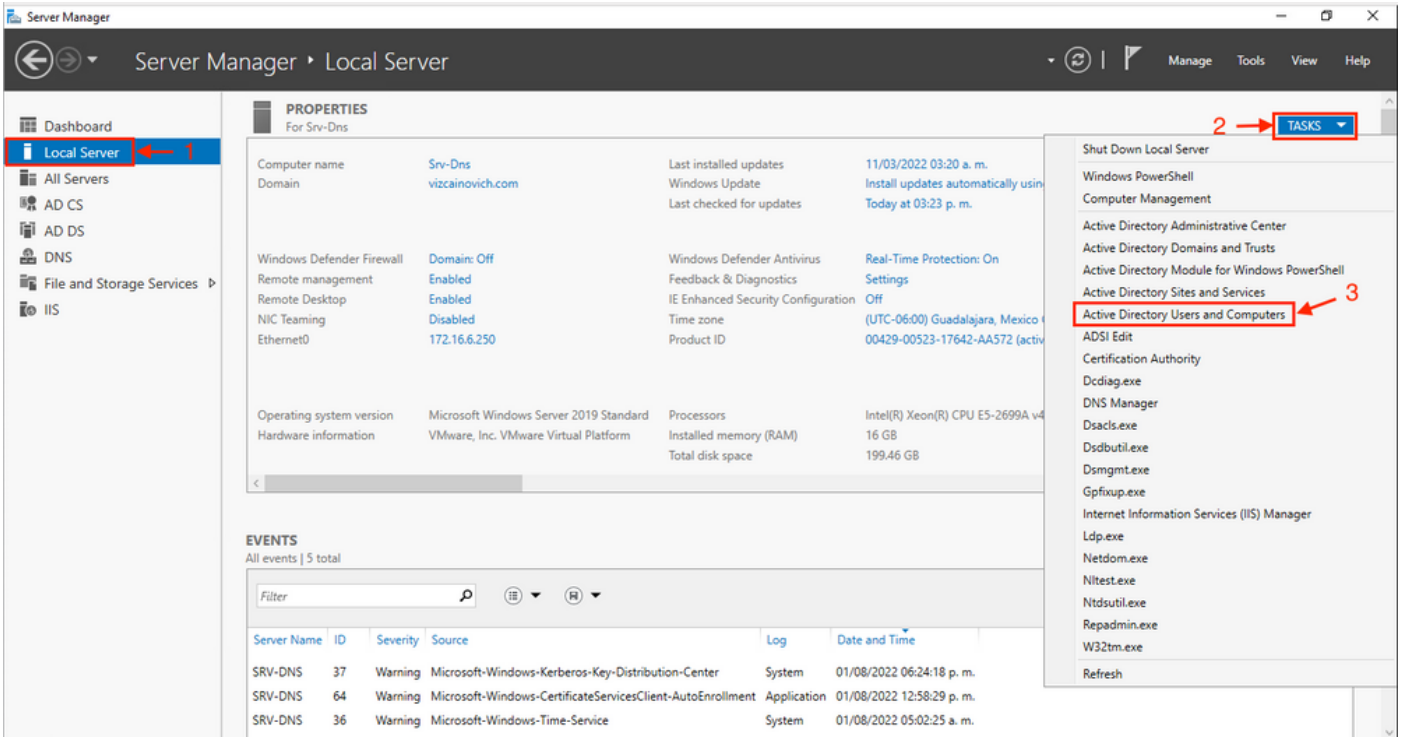 Server Manager
Server Manager ‣ Local Server
Manage Tools View Help
Dashboard
Local Server
1
All Servers
AD CS
AD DS
DNS
File and Storage Services
IIS
PROPERTIES
For Srv-Dns
2
TASKS
Computer name Srv-Dns Last installed updates 11/03/2022 03:20 a. m.
Domain vizcainovich.com Windows Update Install updates automatically usin
Last checked for updates Today at 03:23 p. m.
Windows Defender Firewall Domain: Off Windows Defender Antivirus Real-Time Protection: On
Remote management Enabled Feedback & Diagnostics Settings
Remote Desktop Enabled IE Enhanced Security Configuration Off
NIC Teaming Disabled Time zone (UTC-06:00) Guadalajara, Mexico
Ethernet0 172.16.6.250 Product ID 00429-00523-17642-AA572 (activ
Operating system version Microsoft Windows Server 2019 Standard Processors Intel(R) Xeon(R) CPU E5-2699A v4
Hardware information VMware, Inc. VMware Virtual Platform Installed memory (RAM) 16 GB
Total disk space 199.46 GB
Shut Down Local Server
Windows PowerShell
Computer Management
Active Directory Administrative Center
Active Directory Domains and Trusts
Active Directory Module for Windows PowerShell
Active Directory Sites and Services
3
Active Directory Users and Computers
ADSI Edit
Certification Authority
Dcdiag.exe
DNS Manager
Dsacls.exe
Dsdbutil.exe
Dsmgmt.exe
Gpfixup.exe
Internet Information Services (IIS) Manager
Ldp.exe
Netdom.exe
Nltest.exe
Ntdsutil.exe
Repadmin.exe
W32tm.exe
Refresh
EVENTS
All events | 5 total
Filter
Server Name ID Severity Source Log Date and Time
SRV-DNS 37 Warning Microsoft-Windows-Kerberos-Key-Distribution-Center System 01/08/2022 06:24:18 p. m.
SRV-DNS 64 Warning Microsoft-Windows-CertificateServicesClient-AutoEnrollment Application 01/08/2022 12:58:29 p. m.
SRV-DNS 36 Warning Microsoft-Windows-Time-Service System 01/08/2022 05:02:25 a. m.